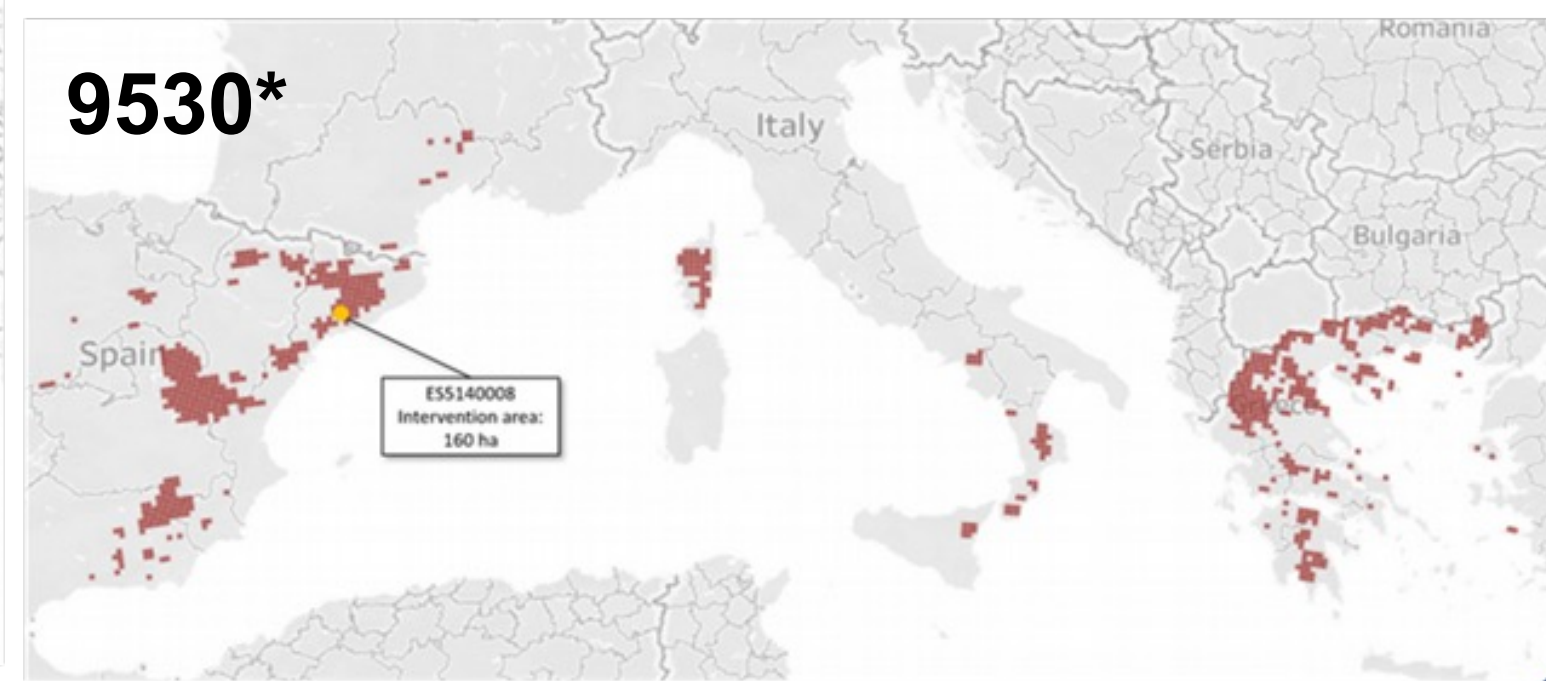 9530*
Romania
Italy
Serbia
Bulgaria
Spain
ES5140008
Intervention area:
160 ha